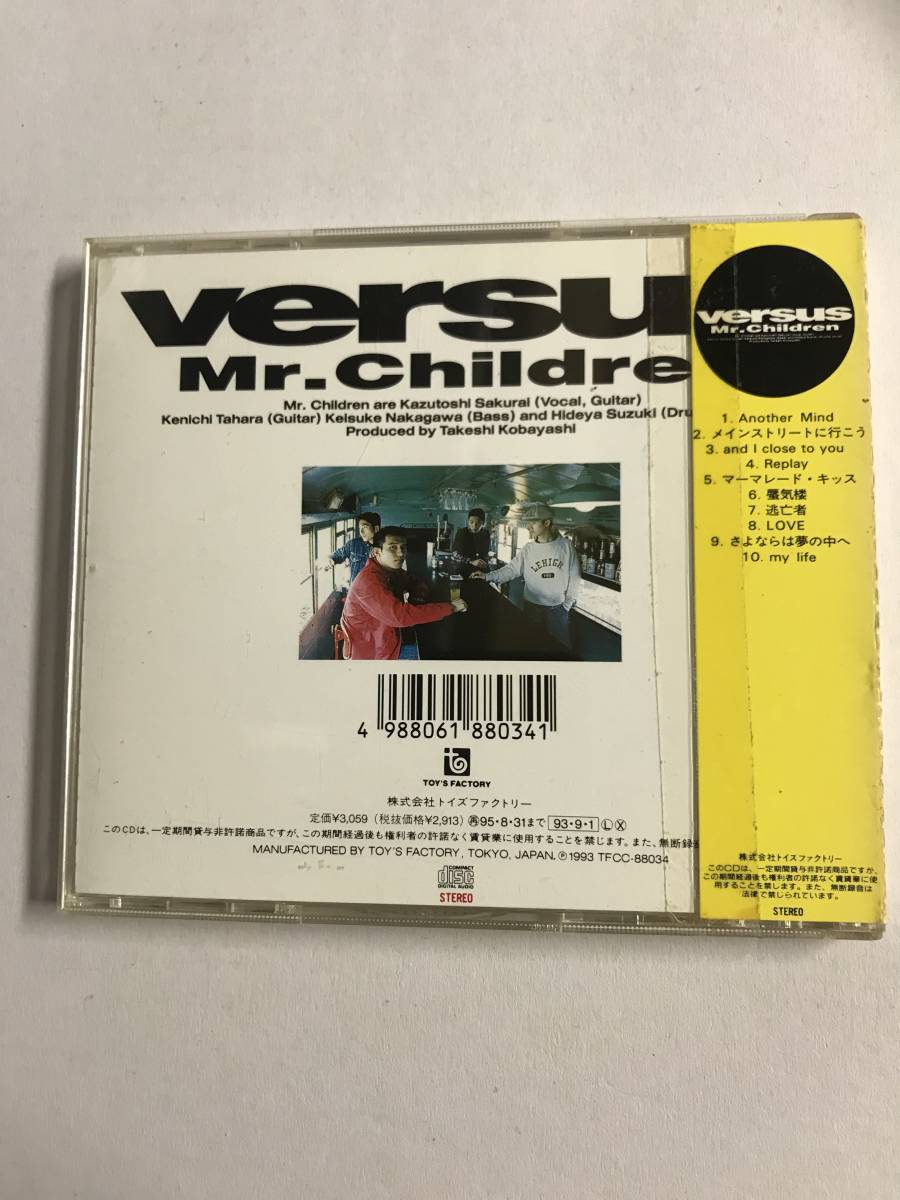 versu
Mr.Childre
Mr. Children are Kazutoshi Sakurai (Vocal, Guitar)
Kenichi Tahara (Guitar) Keisuke Nakagawa (Bass) and Hideya Suzuki (Dru
Produced by Takeshi Kobayashi
LEHIGH
4 988061 880341
TOY'S FACTORY
株式会社トイズファクトリー
定価¥3,059 (税抜価格¥2,913) 再95・8・31まで 93・9・1 L X
このCDは、一定期間貸与非許諾商品ですが、この期間経過後も権利者の許諾なく賃貸業に使用することを禁じます。また、無断録
MANUFACTURED BY TOY'S FACTORY, TOKYO, JAPAN. ℗1993 TFCC-88034
COMPACT
disc
DIGITAL AUDIO
STEREO
versus
Mr.Children
1. Another Mind
2. メインストリートに行こう
3. and I close to you
4. Replay
5. マーマレード・キッス
6. 蜃気楼
7. 逃亡者
8. LOVE
9. さよならは夢の中へ
10. my life
株式会社トイズファクトリー
このCDは、一定期間貸与非許諾商品ですが、
この期間経過後も権利者の許諾なく賃貸業に使
用することを禁じます。また、無断録音は
法律で禁じられています。
STEREO